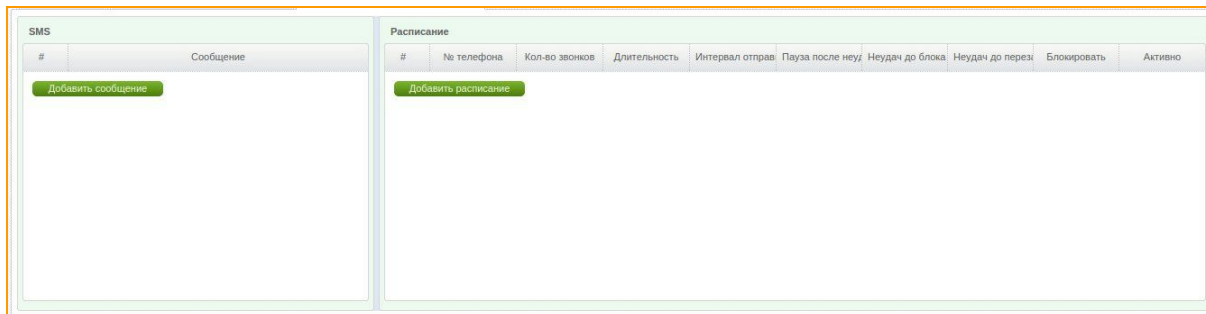 SMS
# Сообщение
Добавить сообщение
Расписание
# № телефона Кол-во звонков Длительность Интервал отправ Пауза после неуд Неудач до блока Неудач до переза Блокировать Активно
Добавить расписание